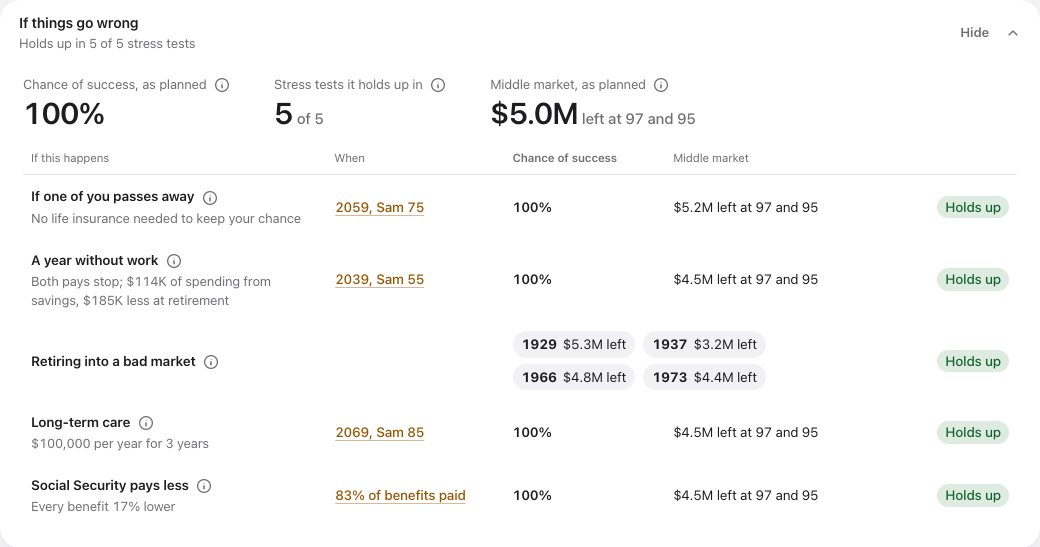 If things go wrong
Holds up in 5 of 5 stress tests
Hide
Chance of success, as planned
100%
Stress tests it holds up in
5 of 5
Middle market, as planned
$5.0M left at 97 and 95
If this happens
When
Chance of success
Middle market
If one of you passes away
No life insurance needed to keep your chance
2059, Sam 75
100%
$5.2M left at 97 and 95
Holds up
A year without work
Both pays stop; $114K of spending from
savings, $185K less at retirement
2039, Sam 55
100%
$4.5M left at 97 and 95
Holds up
Retiring into a bad market
1929 $5.3M left
1937 $3.2M left
1966 $4.8M left
1973 $4.4M left
Holds up
Long-term care
$100,000 per year for 3 years
2069, Sam 85
100%
$4.5M left at 97 and 95
Holds up
Social Security pays less
Every benefit 17% lower
83% of benefits paid
100%
$4.5M left at 97 and 95
Holds up